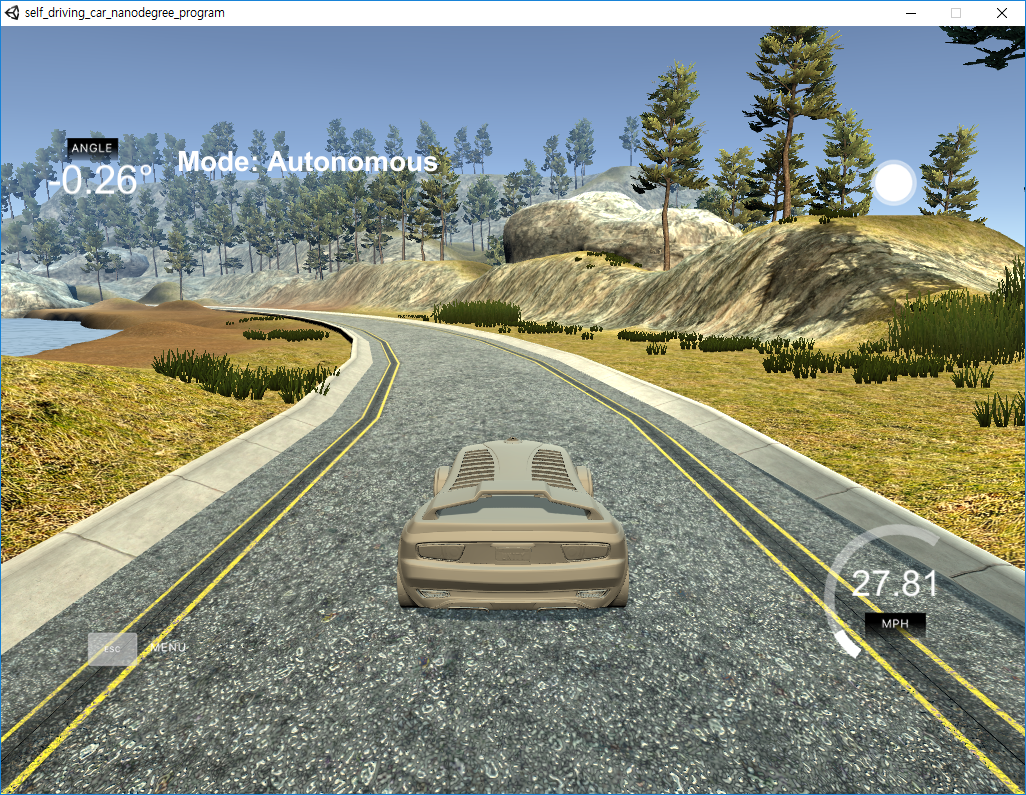 self_driving_car_nanodegree_program
ANGLE
-0.26°
Mode: Autonomous
27.81
MPH
ESC
MENU